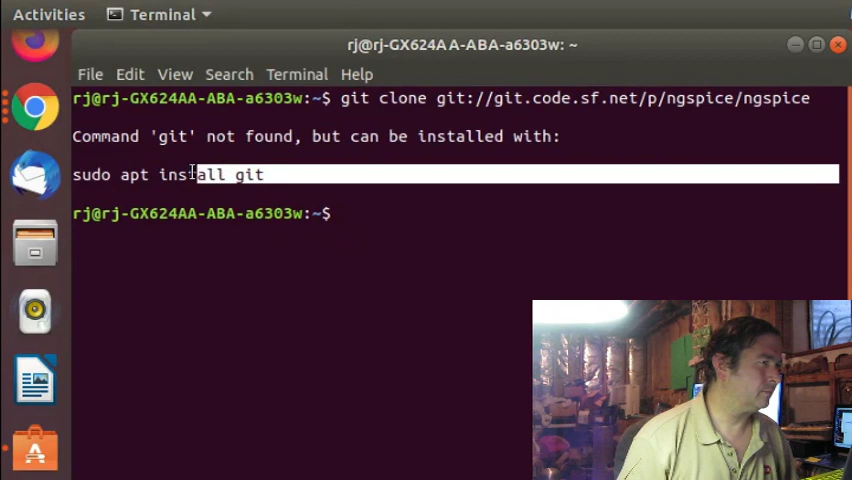 Activities
Terminal
rj@rj-GX624AA-ABA-a6303w: ~
File Edit View Search Terminal Help
rj@rj-GX624AA-ABA-a6303w:~$ git clone git://git.code.sf.net/p/ngspice/ngspice
Command 'git' not found, but can be installed with:
sudo apt install git
rj@rj-GX624AA-ABA-a6303w:~$